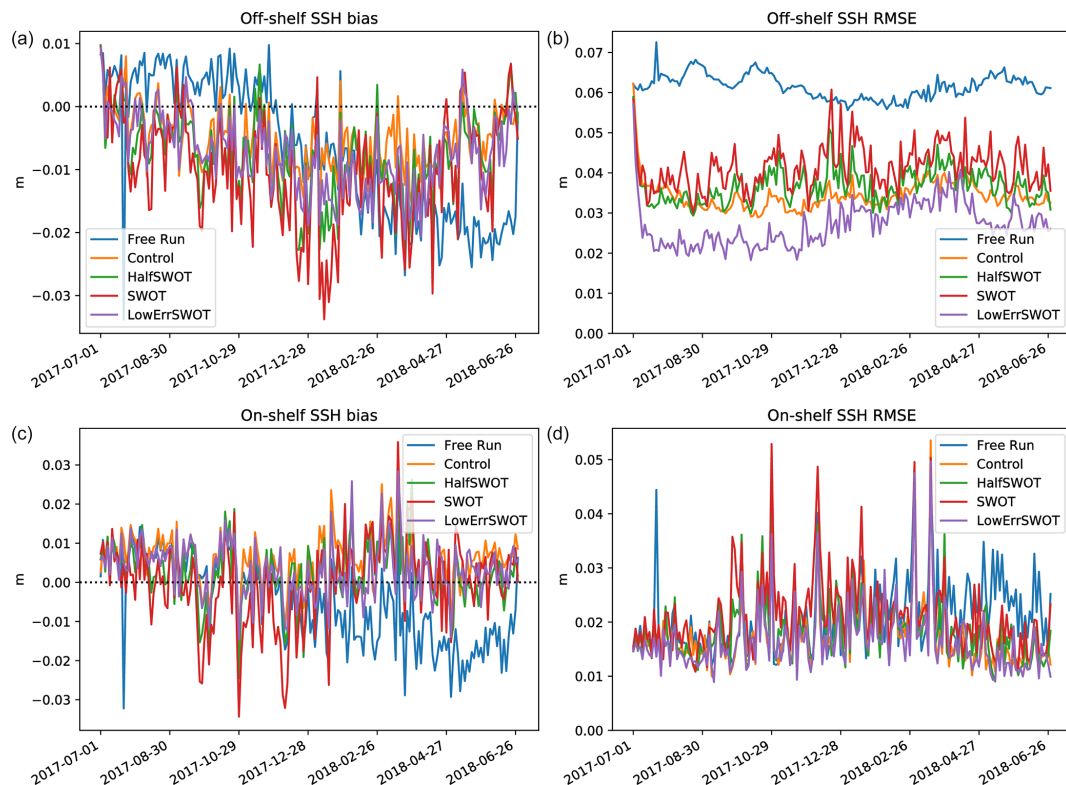 (a)
Off-shelf SSH bias
0.01
0.00
−0.01
−0.02
−0.03
m
Free Run
Control
HalfSWOT
SWOT
LowErrSWOT
2017-07-01
2017-08-30
2017-10-29
2017-12-28
2018-02-26
2018-04-27
2018-06-26
(b)
Off-shelf SSH RMSE
0.07
0.06
0.05
0.04
0.03
0.02
0.01
0.00
m
Free Run
Control
HalfSWOT
SWOT
LowErrSWOT
2017-07-01
2017-08-30
2017-10-29
2017-12-28
2018-02-26
2018-04-27
2018-06-26
(c)
On-shelf SSH bias
0.03
0.02
0.01
0.00
−0.01
−0.02
−0.03
m
Free Run
Control
HalfSWOT
SWOT
LowErrSWOT
2017-07-01
2017-08-30
2017-10-29
2017-12-28
2018-02-26
2018-04-27
2018-06-26
(d)
On-shelf SSH RMSE
0.05
0.04
0.03
0.02
0.01
0.00
m
Free Run
Control
HalfSWOT
SWOT
LowErrSWOT
2017-07-01
2017-08-30
2017-10-29
2017-12-28
2018-02-26
2018-04-27
2018-06-26